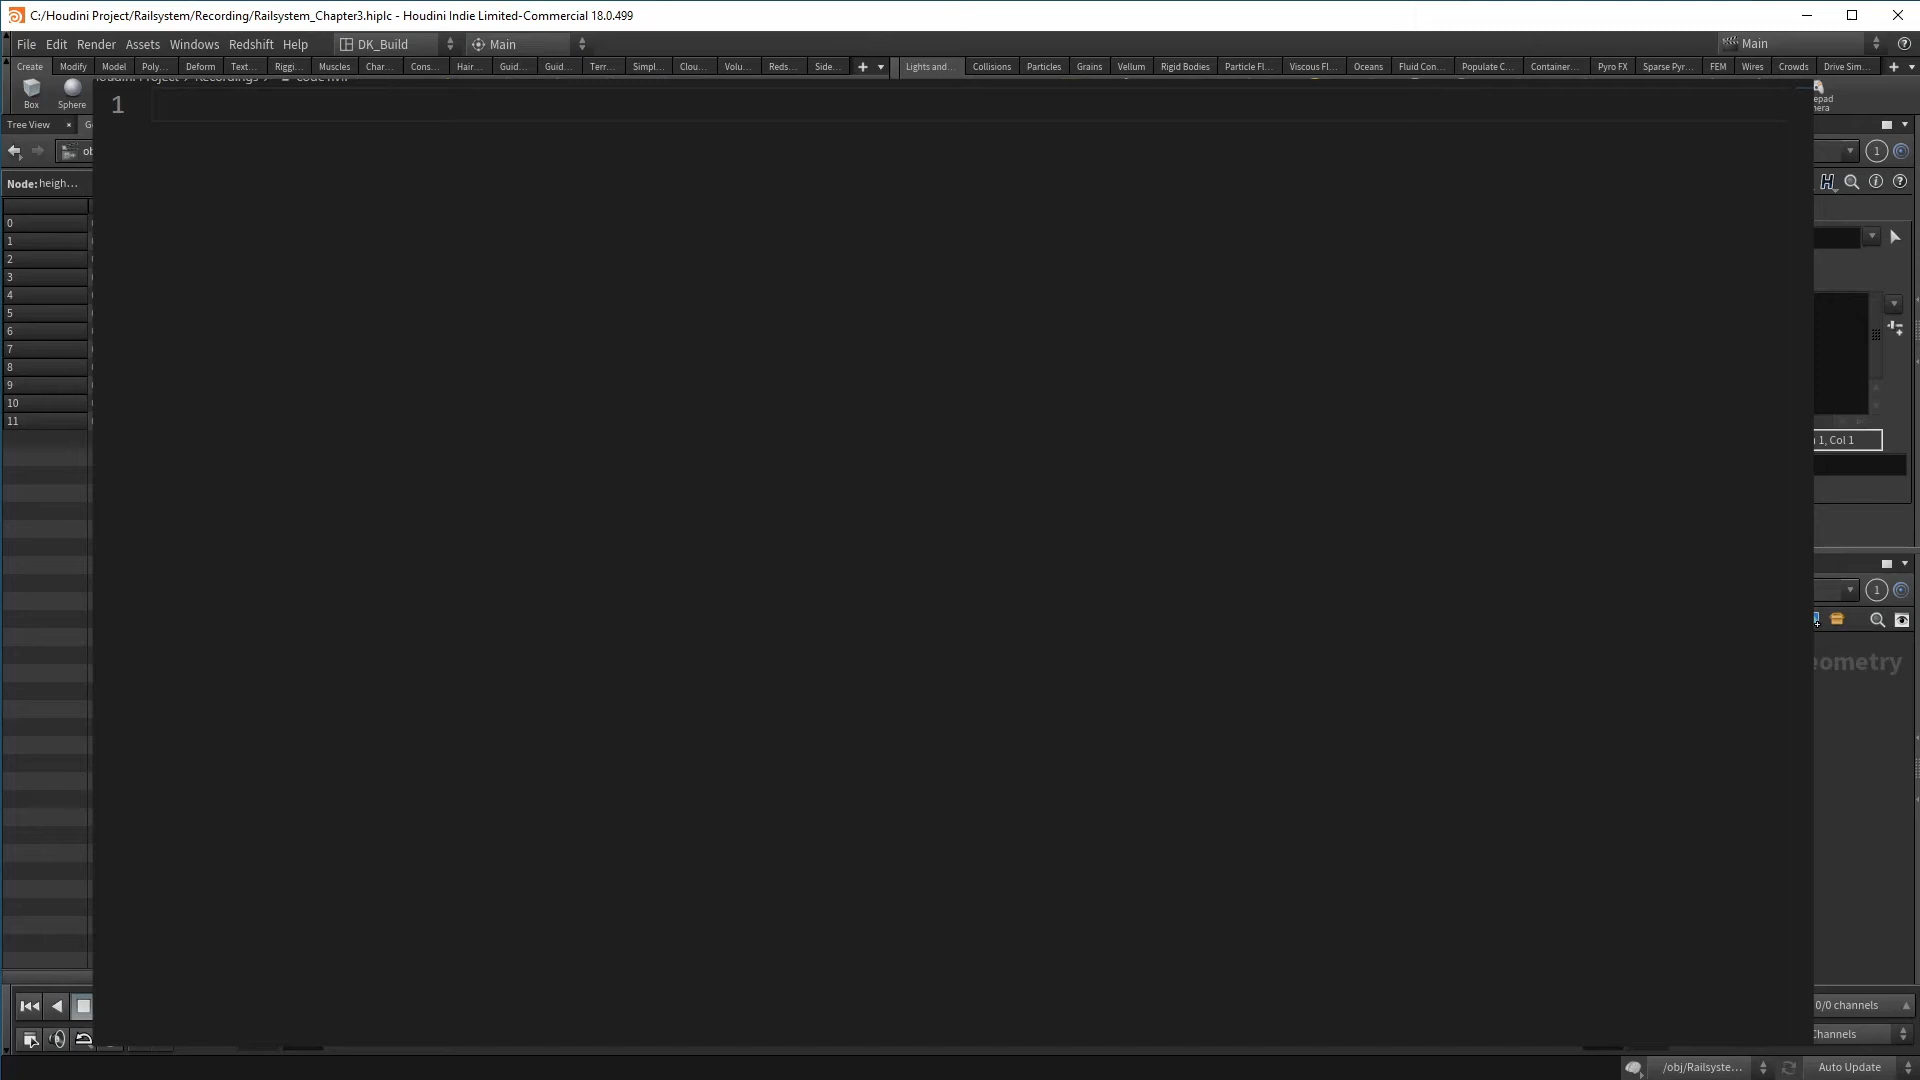 C:/Houdini Project/Railsystem/Recording/Railsystem_Chapter3.hiplc - Houdini Indie Limited-Commercial 18.0.499
File Edit Render Assets Windows Redshift Help DK_Build Main Main
Create Modify Model Poly... Deform Text... Riggi... Muscles Char... Cons... Hair... Guid... Guid... Terr... Simpl... Clou... Volu... Reds... Side... Lights and... Collisions Particles Grains Vellum Rigid Bodies Particle Fl... Viscous Fl... Oceans Fluid Con... Populate C... Container... Pyro FX Sparse Pyr... FEM Wires Crowds Drive Sim...
Box Sphere
1
Tree View
1
Node: heigh...
0
1
2
3
4
5
6
7
8
9
10
11
1, Col 1
1
eometry
0/0 channels
Channels
/obj/Railsyste... Auto Update